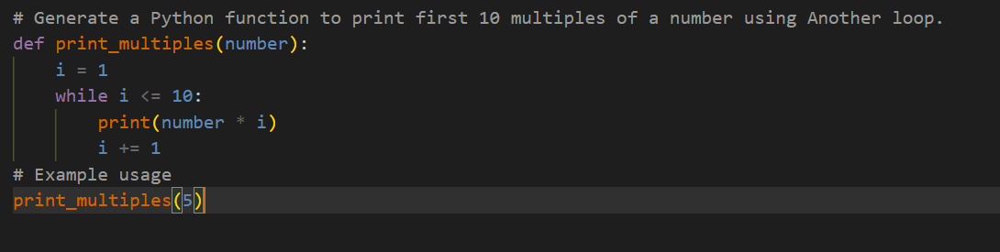 # Generate a Python function to print first 10 multiples of a number using Another loop.
def print_multiples(number):
    i = 1
    while i <= 10:
        print(number * i)
        i += 1
# Example usage
print_multiples(5)